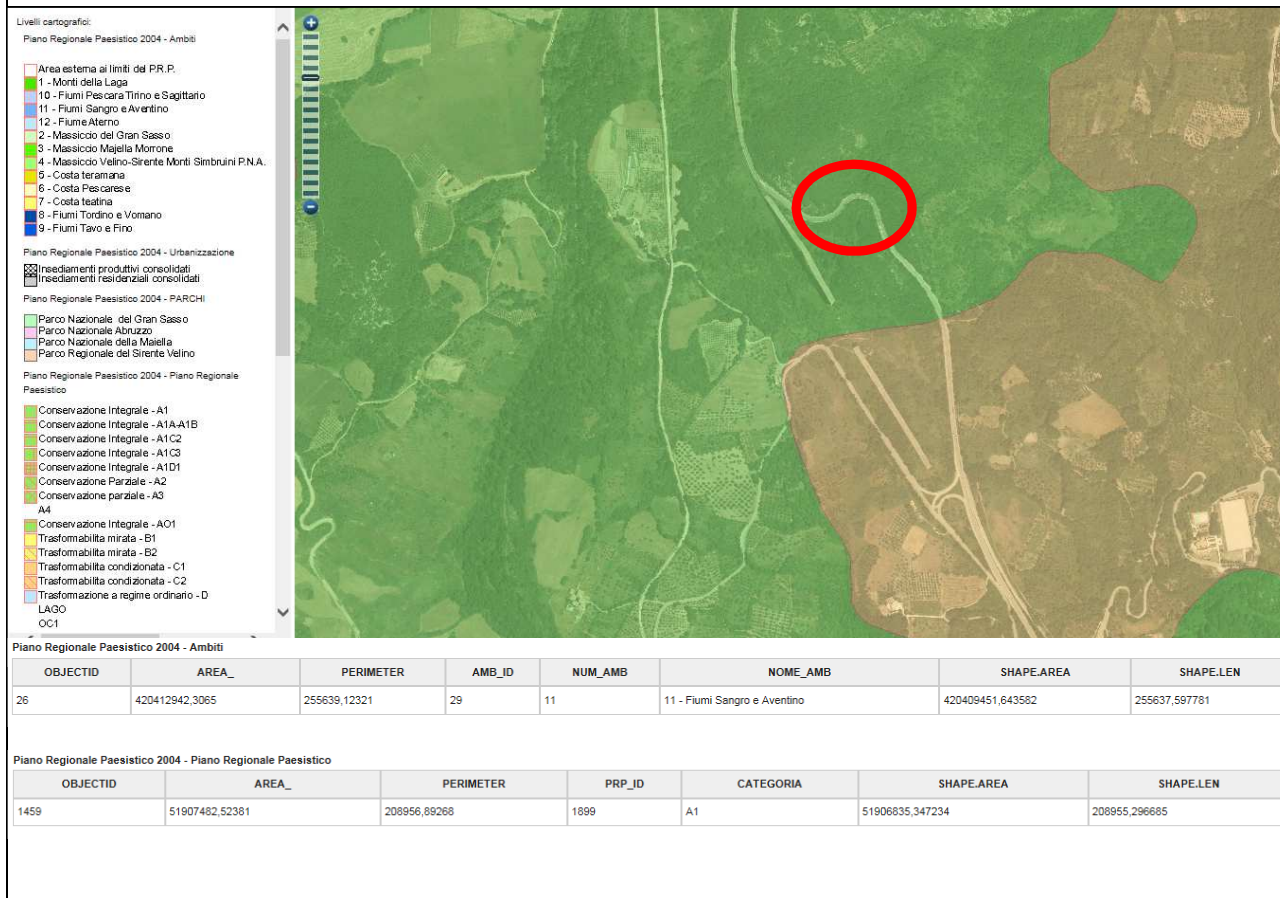 Livelli cartografici:
Piano Regionale Paesistico 2004 - Ambiti
Area esterna ai limiti del P.R.P.
1 - Monti della Laga
10 - Fiumi Pescara Tirino e Sagittario
11 - Fiumi Sangro e Aventino
12 - Fiume Aterno
2 - Massiccio del Gran Sasso
3 - Massiccio Majella Morrone
4 - Massiccio Velino-Sirente Monti Simbruini P.N.A.
5 - Costa teramana
6 - Costa Pescarese
7 - Costa teatina
8 - Fiumi Tordino e Vomano
9 - Fiumi Tavo e Fino
Piano Regionale Paesistico 2004 - Urbanizzazione
Insediamenti produttivi consolidati
Insediamenti residenziali consolidati
Piano Regionale Paesistico 2004 - PARCHI
Parco Nazionale del Gran Sasso
Parco Nazionale Abruzzo
Parco Nazionale della Maiella
Parco Regionale del Sirente Velino
Piano Regionale Paesistico 2004 - Piano Regionale
Paesistico
Conservazione Integrale - A1
Conservazione Integrale - A1A-A1B
Conservazione Integrale - A1C2
Conservazione Integrale - A1C3
Conservazione Integrale - A1D1
Conservazione Parziale - A2
Conservazione parziale - A3
A4
Conservazione Integrale - AO1
Trasformabilita mirata - B1
Trasformabilita mirata - B2
Trasformabilita condizionata - C1
Trasformabilita condizionata - C2
Trasformazione a regime ordinario - D
LAGO
OC1
Piano Regionale Paesistico 2004 - Ambiti
OBJECTID AREA_ PERIMETER AMB_ID NUM_AMB NOME_AMB SHAPE.AREA SHAPE.LEN
26 420412942,3065 255639,12321 29 11 11 - Fiumi Sangro e Aventino 420409451,643582 255637,597781
Piano Regionale Paesistico 2004 - Piano Regionale Paesistico
OBJECTID AREA_ PERIMETER PRP_ID CATEGORIA SHAPE.AREA SHAPE.LEN
1459 51907482,52381 208956,89268 1899 A1 51906835,347234 208955,296685